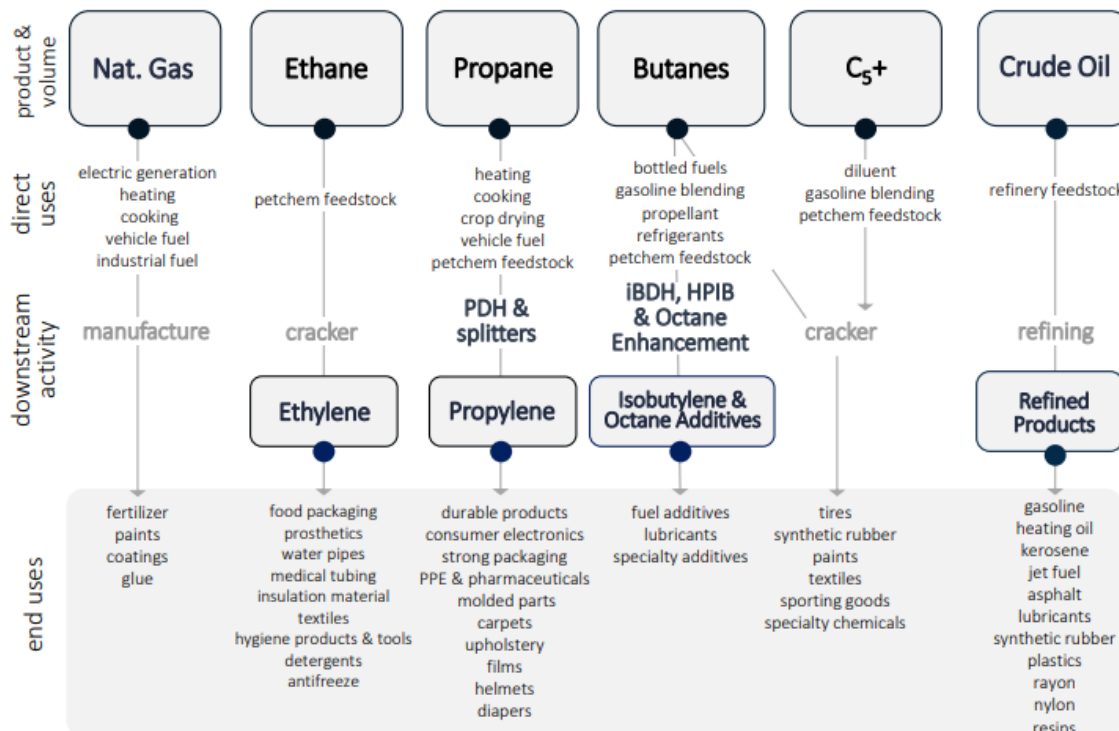 product &
volume
Nat. Gas
Ethane
Propane
Butanes
C5+
Crude Oil
direct
uses
electric generation
heating
cooking
vehicle fuel
industrial fuel
petchem feedstock
heating
cooking
crop drying
vehicle fuel
petchem feedstock
bottled fuels
gasoline blending
propellant
refrigerants
petchem feedstock
diluent
gasoline blending
petchem feedstock
refinery feedstock
downstream
activity
manufacture
cracker
PDH &
splitters
iBDH, HPIB
& Octane
Enhancement
cracker
refining
Ethylene
Propylene
Isobutylene &
Octane Additives
Refined
Products
end uses
fertilizer
paints
coatings
glue
food packaging
prosthetics
water pipes
medical tubing
insulation material
textiles
hygiene products & tools
detergents
antifreeze
durable products
consumer electronics
strong packaging
PPE & pharmaceuticals
molded parts
carpets
upholstery
films
helmets
diapers
fuel additives
lubricants
specialty additives
tires
synthetic rubber
paints
textiles
sporting goods
specialty chemicals
gasoline
heating oil
kerosene
jet fuel
asphalt
lubricants
synthetic rubber
plastics
rayon
nylon
resins